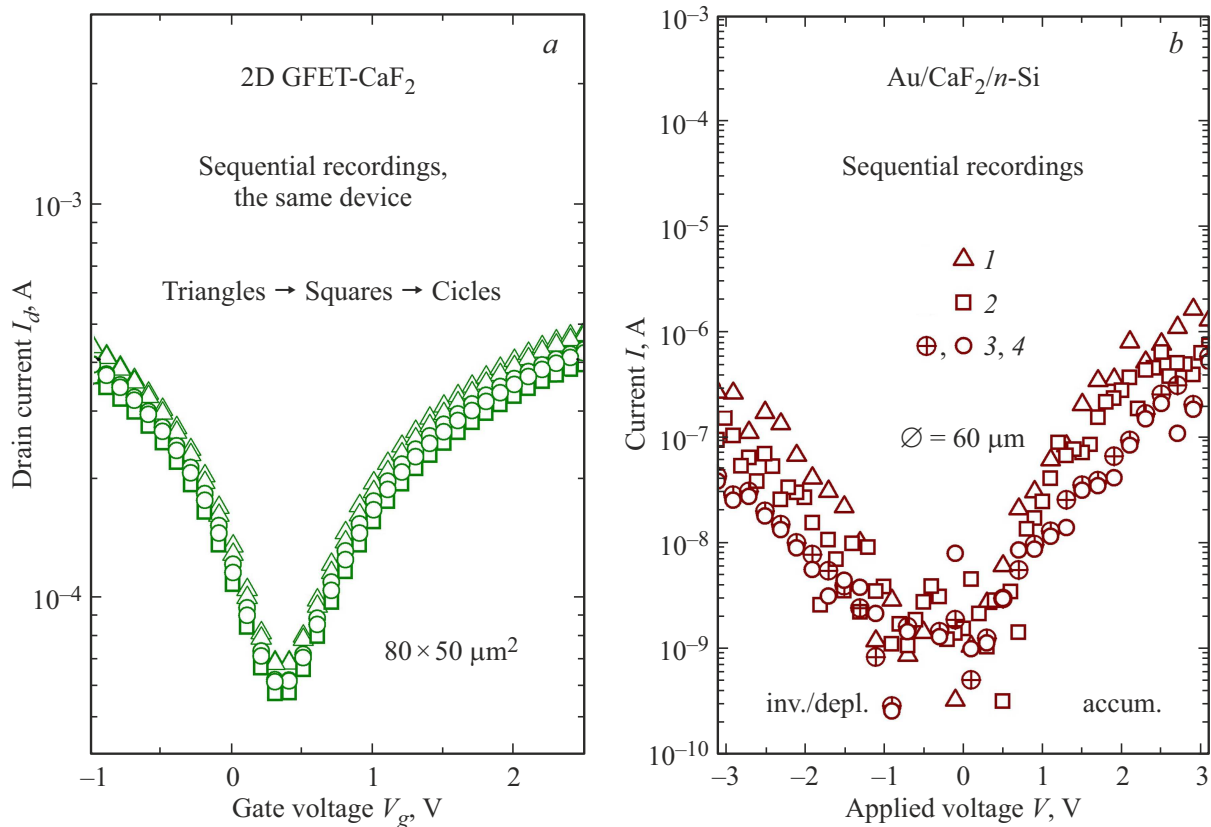 a
2D GFET-CaF₂
Sequential recordings,
the same device
Triangles → Squares → Cicles
80 × 50 μm²
10⁻³
10⁻⁴
Drain current I_d, A
−1 0 1 2
Gate voltage V_g, V
b
Au/CaF₂/n-Si
Sequential recordings
1
2
, 3, 4
∅ = 60 μm
inv./depl. accum.
10⁻³
10⁻⁴
10⁻⁵
10⁻⁶
10⁻⁷
10⁻⁸
10⁻⁹
10⁻¹⁰
Current I, A
−3 −2 −1 0 1 2 3
Applied voltage V, V